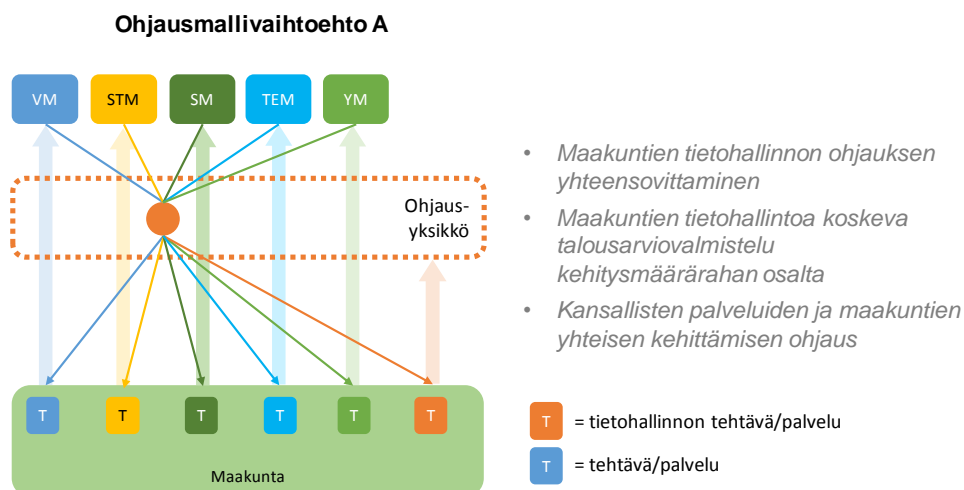 Ohjausmallivaihtoehto A
VM
STM
SM
TEM
YM
Ohjaus-
yksikkö
• Maakuntien tietohallinnon ohjauksen
yhteensovittaminen
• Maakuntien tietohallintoa koskeva
talousarviovalmistelu
kehitysmäärärahan osalta
• Kansallisten palveluiden ja maakuntien
yhteisen kehittämisen ohjaus
T
T
T
T
T
T
Maakunta
T = tietohallinnon tehtävä/palvelu
T = tehtävä/palvelu